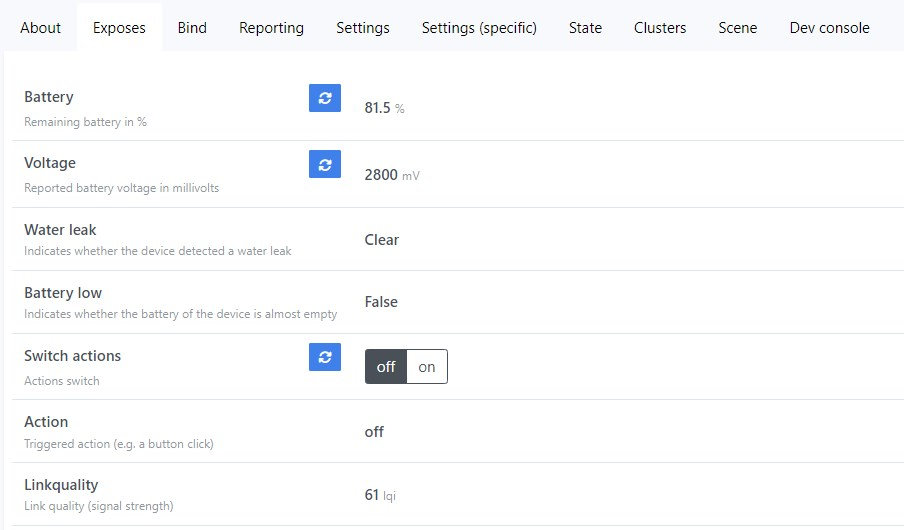 About Exposes Bind Reporting Settings Settings (specific) State Clusters Scene Dev console
Battery
Remaining battery in %
81.5 %
Voltage
Reported battery voltage in millivolts
2800 mV
Water leak
Indicates whether the device detected a water leak
Clear
Battery low
Indicates whether the battery of the device is almost empty
False
Switch actions
Actions switch
off on
Action
Triggered action (e.g. a button click)
off
Linkquality
Link quality (signal strength)
61 lqi